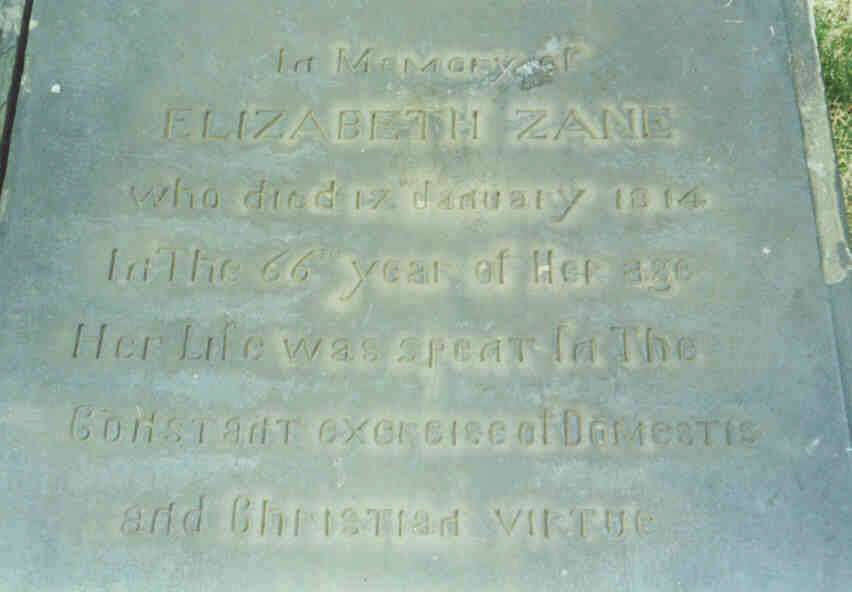 In Memory of
ELIZABETH ZANE
who died 12th January 1814
In The 66th year of Her age
Her Life was spent In The
Constant exercise of Domestic
and Christian VIRTUE